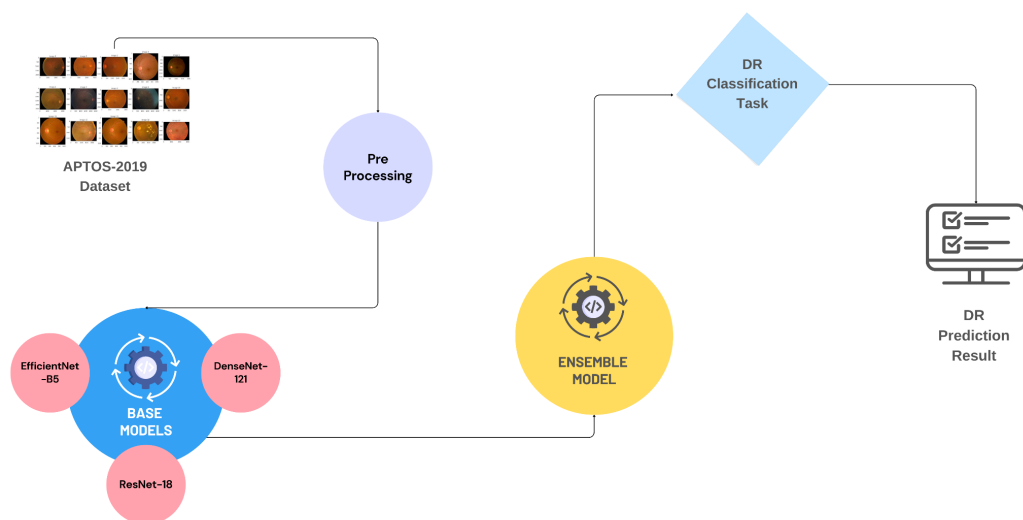 APTOS-2019
Dataset
Pre
Processing
EfficientNet
-B5
DenseNet-
121
</>
BASE
MODELS
ResNet-18
</>
ENSEMBLE
MODEL
DR
Classification
Task
DR
Prediction
Result